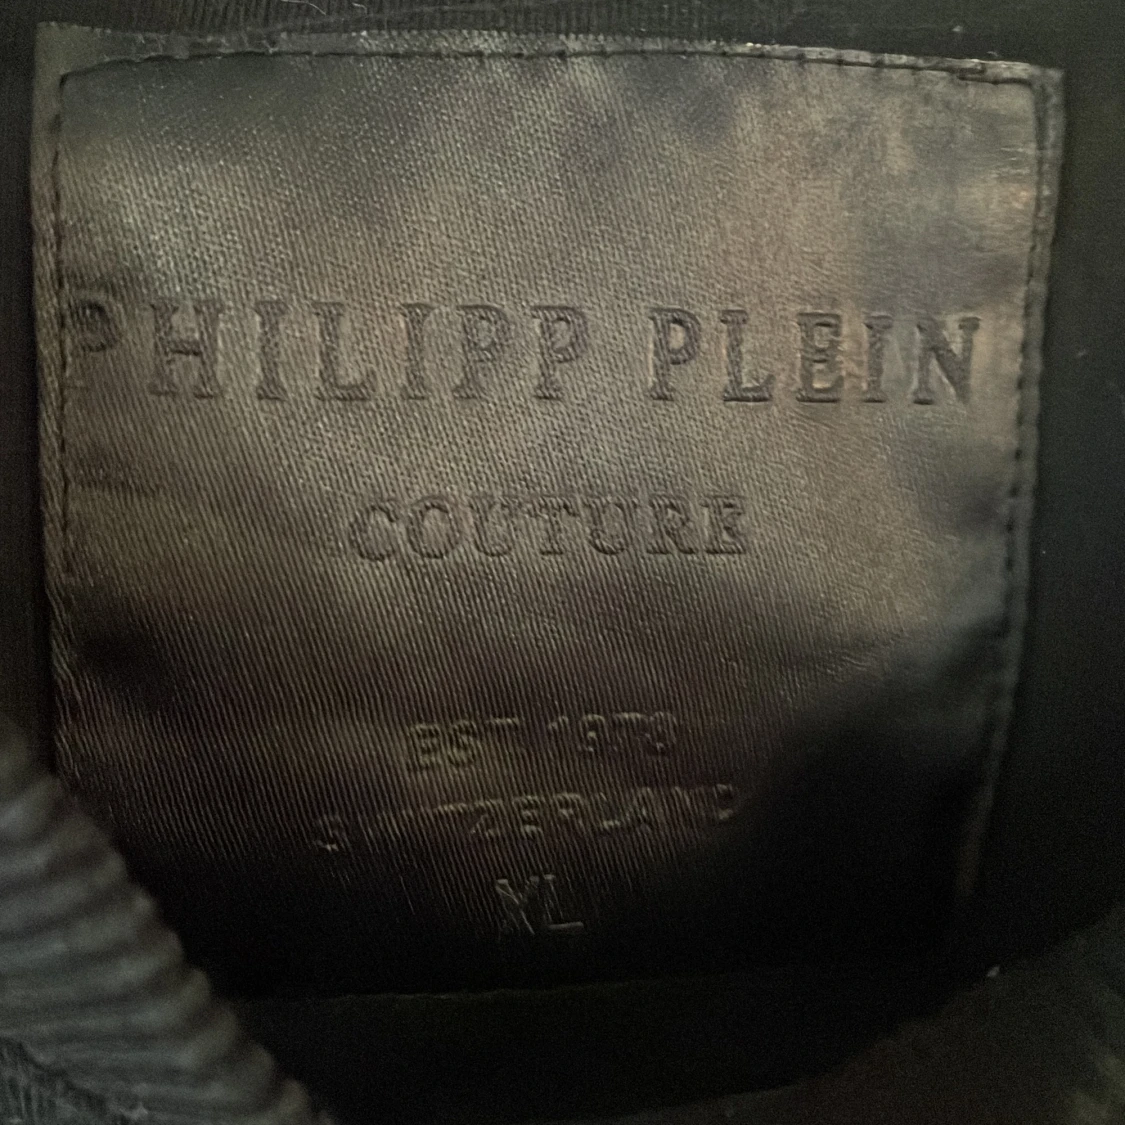 PHILIPP PLEIN
COUTURE
EST 1978
SWITZERLAND
XL